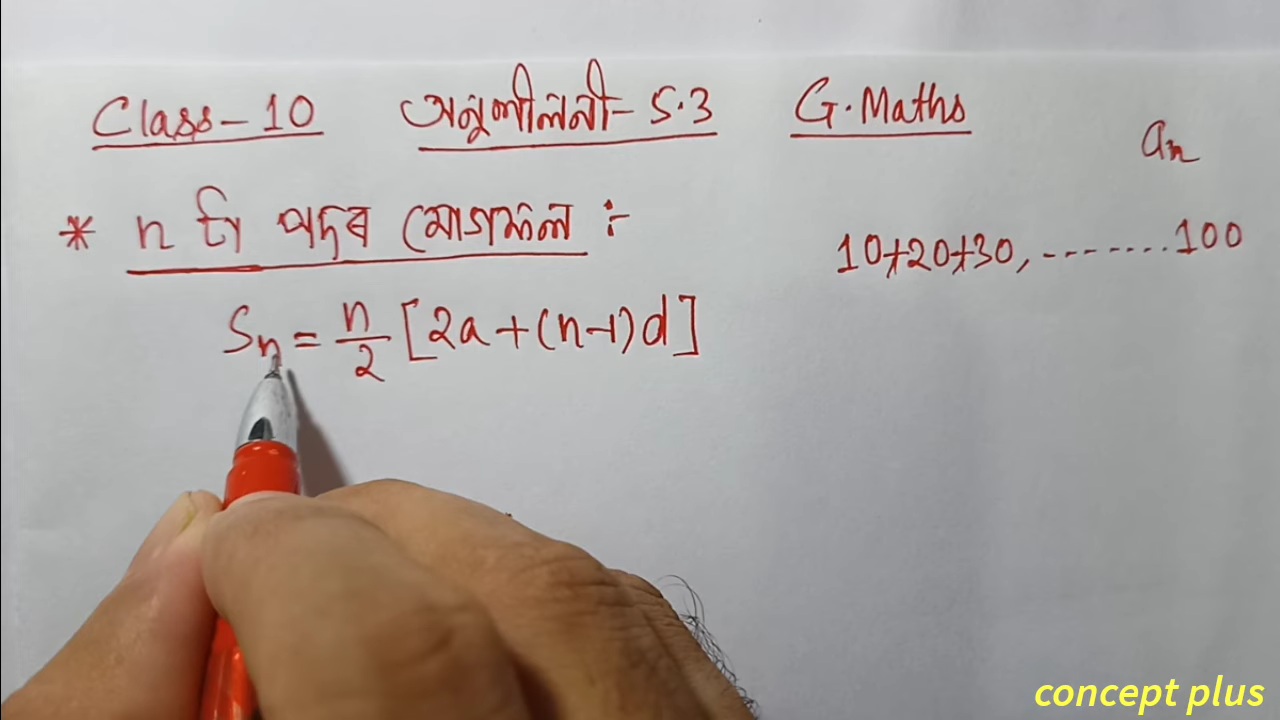 Class - 10 অনুশীলনী - 5.3 G. Maths
aₙ
* n টা পদৰ যোগফল :-
10+20+30, ------- 100
Sₙ = n/2 [2a + (n-1)d]
concept plus